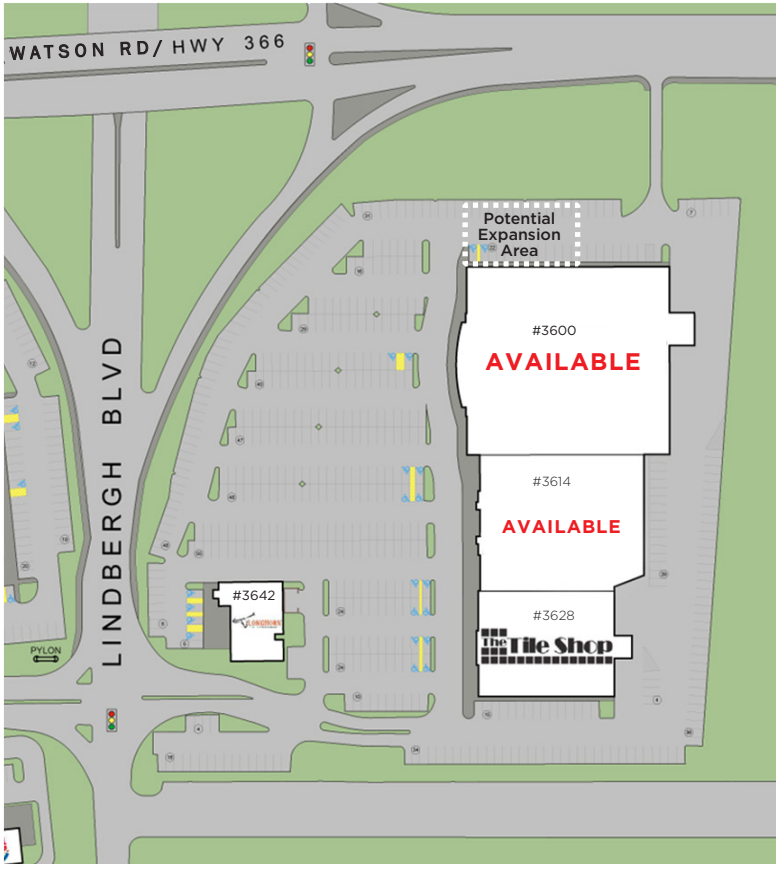 WATSON RD/ HWY 366
Potential
Expansion
Area
#3600
AVAILABLE
LINDBERGH BLVD
#3614
AVAILABLE
#3642
LONGHORN
#3628
The Tile Shop
PYLON